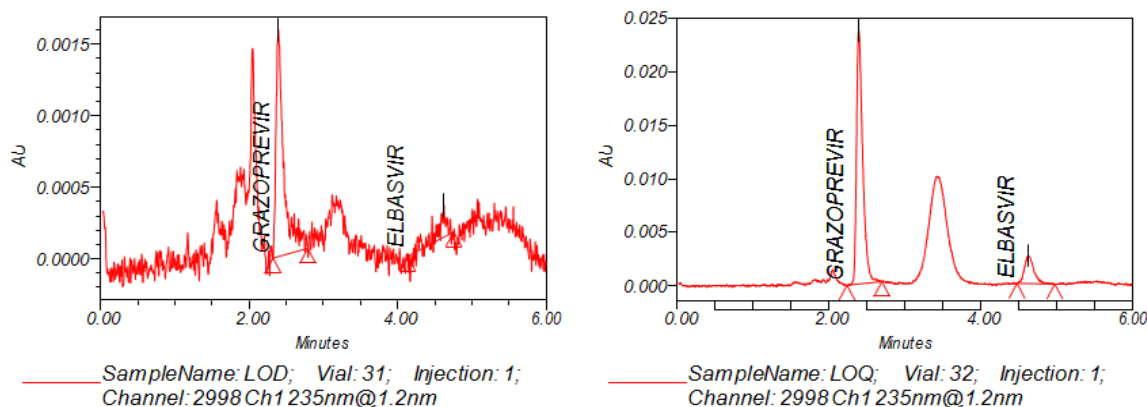 0.0015
0.0010
0.0005
0.0000
AU
GRAZOPREVIR
ELBASVIR
0.00 2.00 4.00 6.00
Minutes
SampleName: LOD; Vial: 31; Injection: 1;
Channel: 2998 Ch1 235nm@1.2nm
0.025
0.020
0.015
0.010
0.005
0.000
AU
GRAZOPREVIR
ELBASVIR
0.00 2.00 4.00 6.00
Minutes
SampleName: LOQ; Vial: 32; Injection: 1;
Channel: 2998 Ch1 235nm@1.2nm